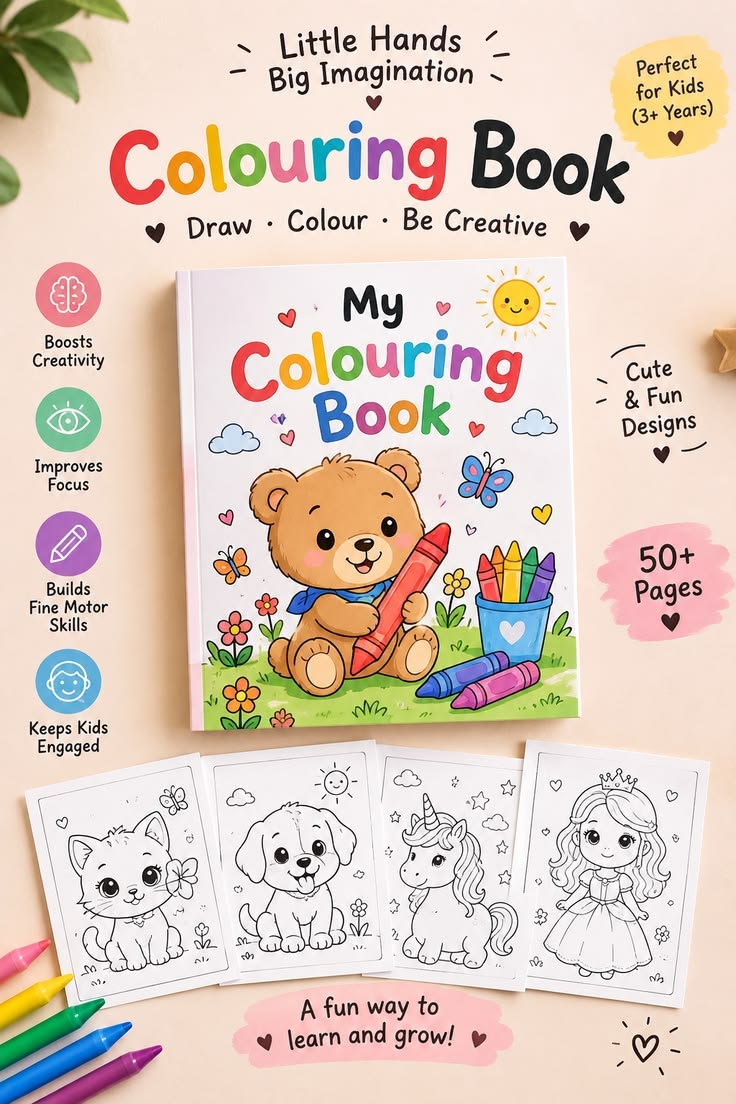 Little Hands
Big Imagination
Perfect
for Kids
(3+ Years)
Colouring Book
Draw · Colour · Be Creative
My
Colouring
Book
Boosts
Creativity
Improves
Focus
Builds
Fine Motor
Skills
Keeps Kids
Engaged
Cute
& Fun
Designs
50+
Pages
A fun way to
learn and grow!